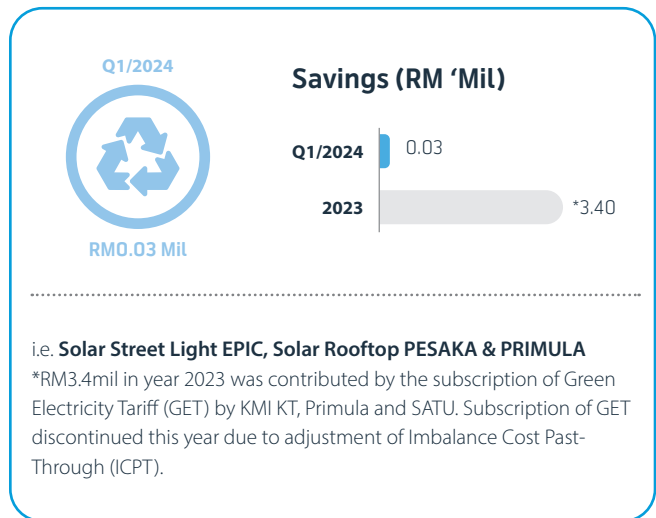 Q1/2024
RM0.03 Mil
Savings (RM ‘Mil)
Q1/2024 0.03
2023 *3.40
i.e. Solar Street Light EPIC, Solar Rooftop PESAKA & PRIMULA
*RM3.4mil in year 2023 was contributed by the subscription of Green
Electricity Tariff (GET) by KMI KT, Primula and SATU. Subscription of GET
discontinued this year due to adjustment of Imbalance Cost Past-
Through (ICPT).